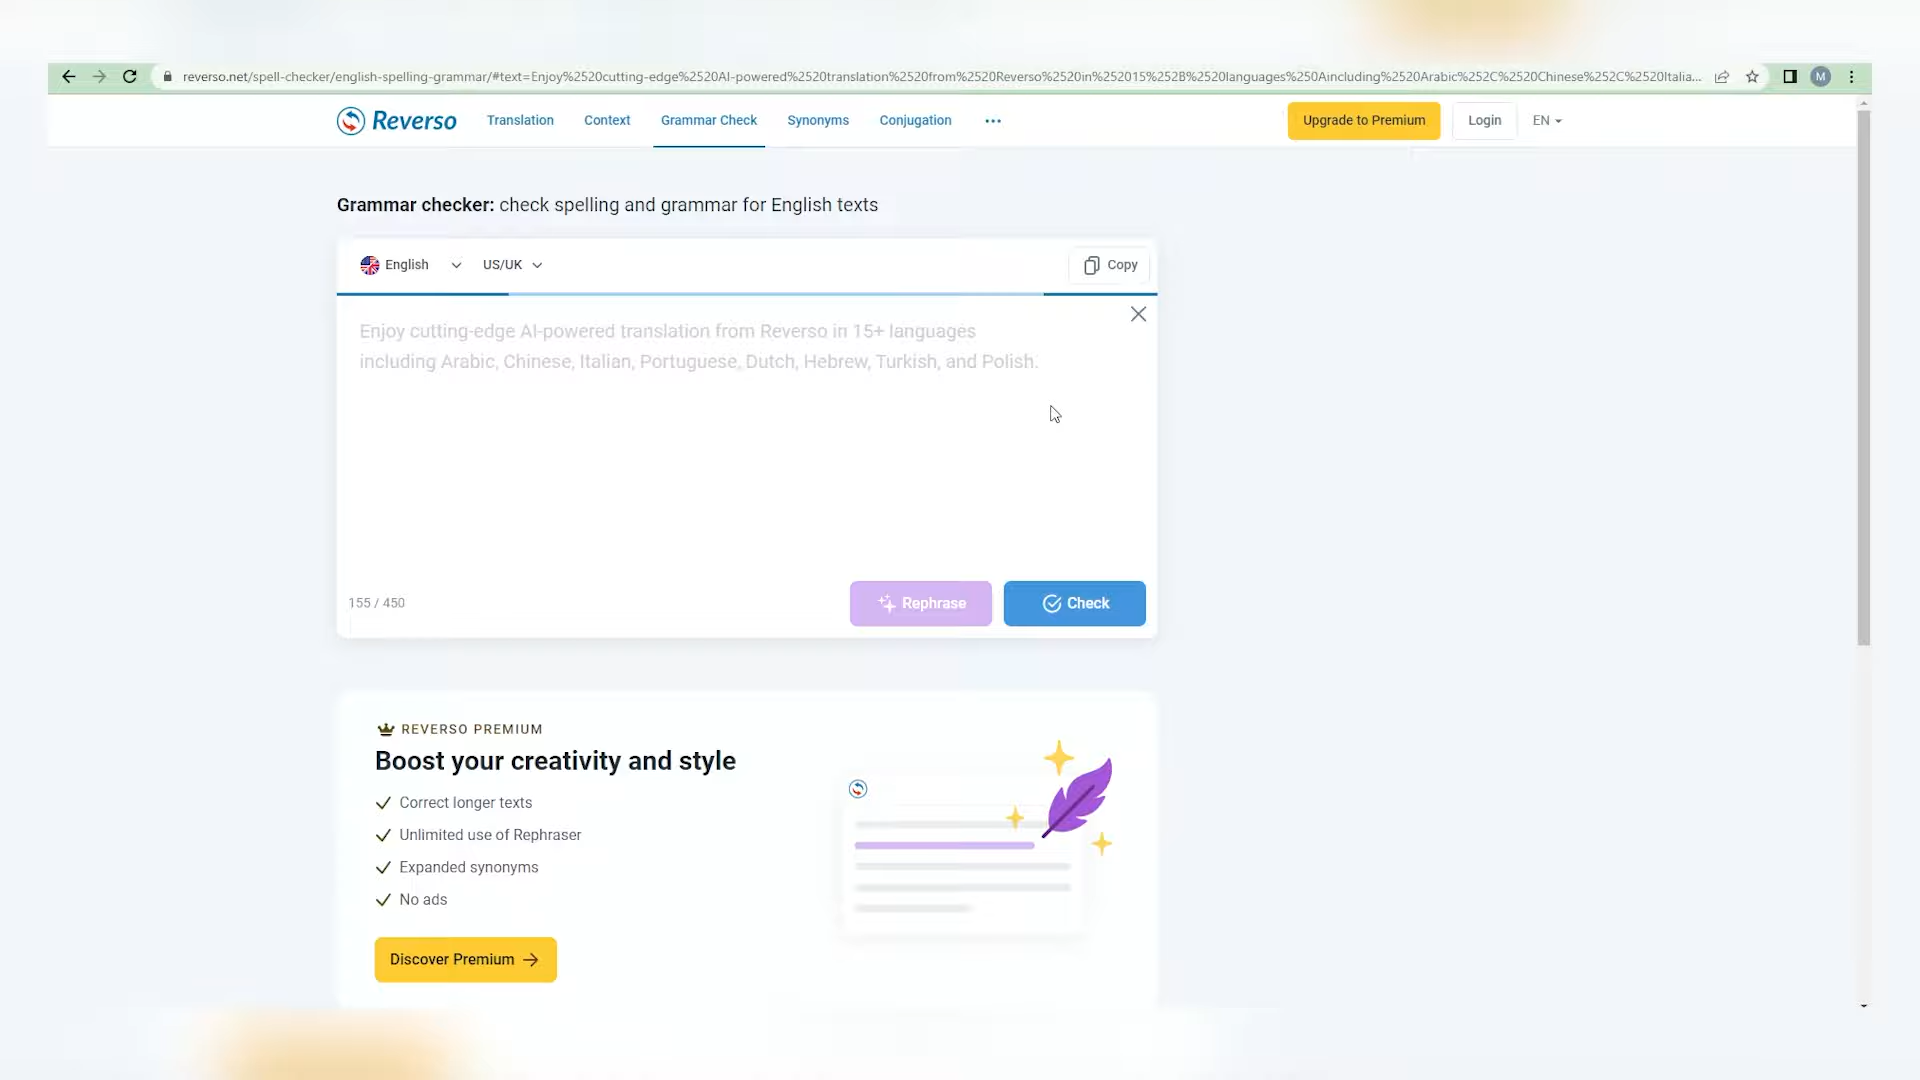 reverso.net/spell-checker/english-spelling-grammar/#text=Enjoy%2520cutting-edge%2520AI-powered%2520translation%2520from%2520Reverso%2520in%252015%252B%2520languages%250Aincluding%2520Arabic%252C%2520Chinese%252C%2520Italia... M
Reverso Translation Context Grammar Check Synonyms Conjugation ••• Upgrade to Premium Login EN
Grammar checker: check spelling and grammar for English texts
English US/UK Copy
Enjoy cutting-edge AI-powered translation from Reverso in 15+ languages
including Arabic, Chinese, Italian, Portuguese, Dutch, Hebrew, Turkish, and Polish.
155 / 450 Rephrase Check
REVERSO PREMIUM
Boost your creativity and style
Correct longer texts
Unlimited use of Rephraser
Expanded synonyms
No ads
Discover Premium